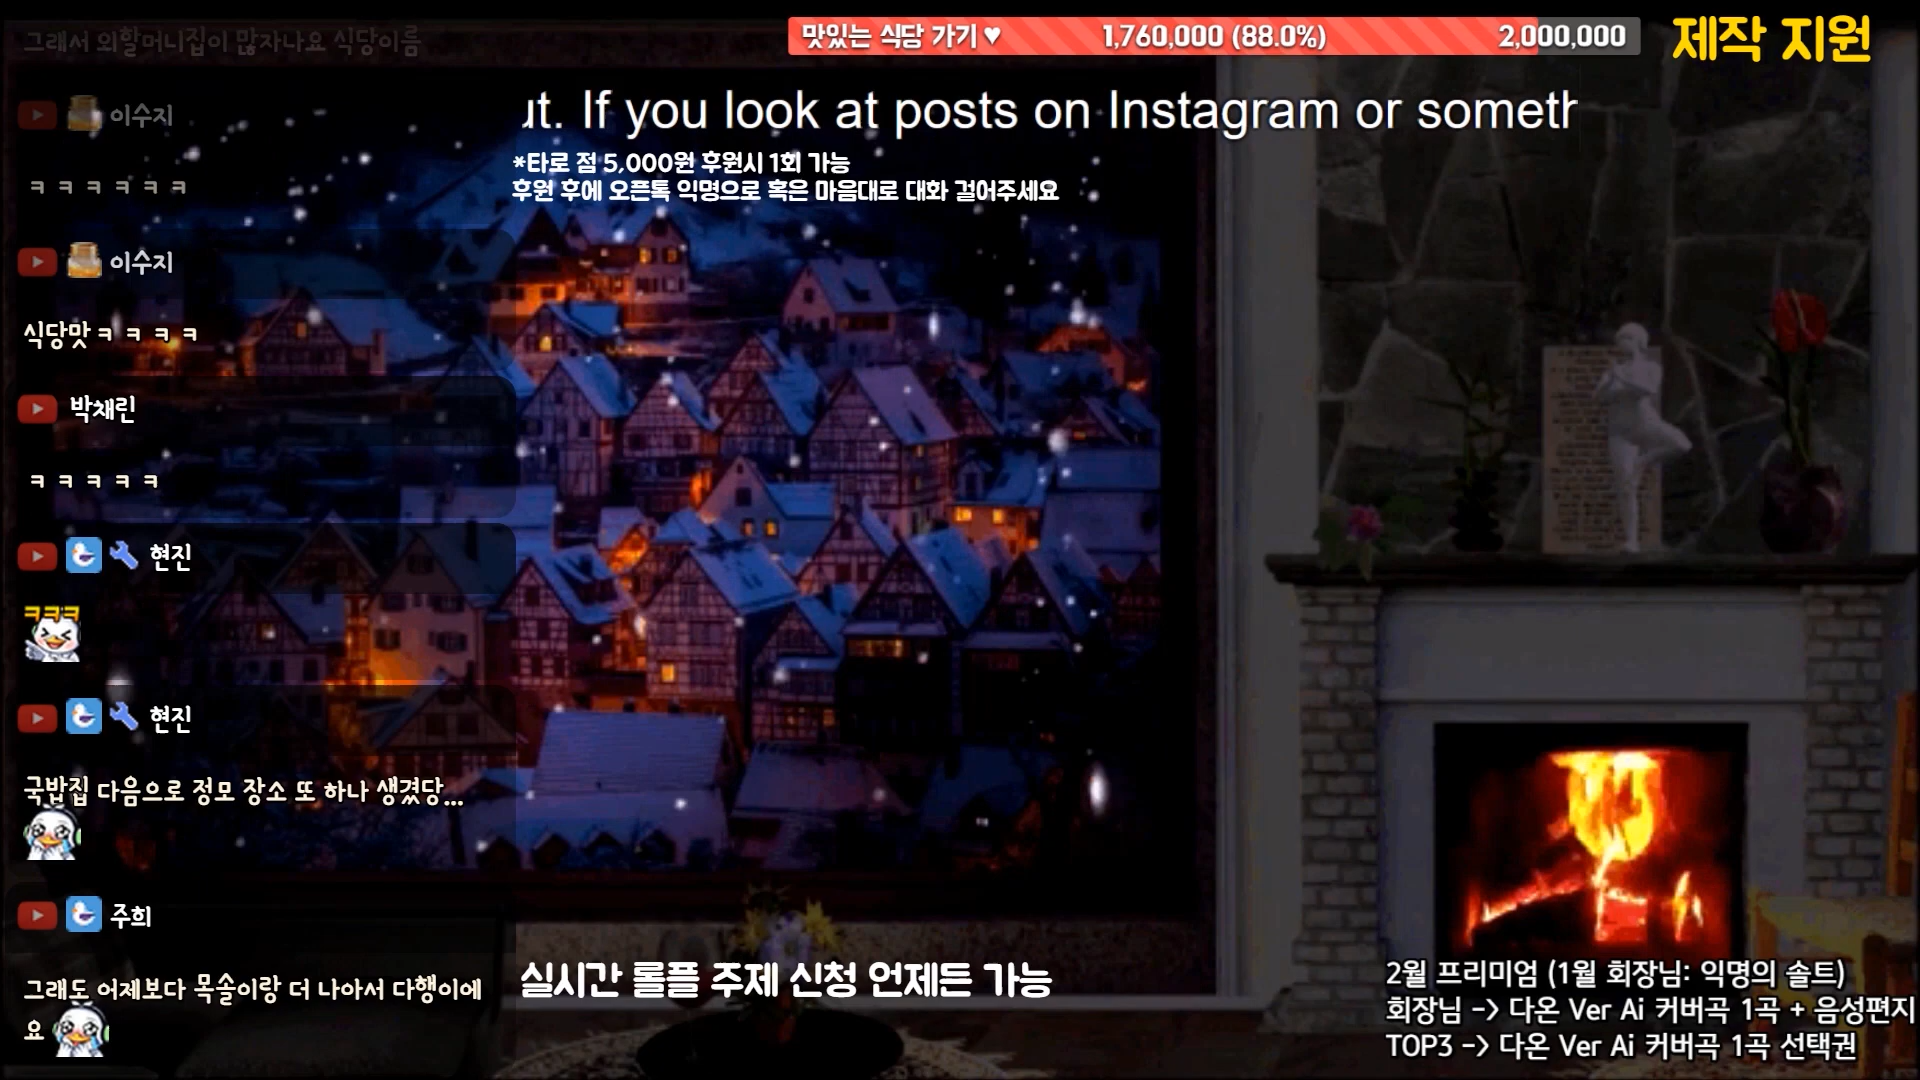 그래서 외할머니집이 많자나요 식당이름
맛있는 식당 가기♥ 1,760,000 (88.0%) 2,000,000
제작 지원
ut. If you look at posts on Instagram or someth
*타로 점 5,000원 후원시 1회 가능
후원 후에 오픈톡 익명으로 혹은 마음대로 대화 걸어주세요
이수지
ㅋㅋㅋㅋㅋㅋ
이수지
식당맛ㅋㅋㅋㅋ
박채린
ㅋㅋㅋㅋㅋ
현진
ㅋㅋㅋ
현진
국밥집 다음으로 정모 장소 또 하나 생겼당...
주희
그래도 어제보다 목솔이랑 더 나아서 다행이에
요
실시간 롤플 주제 신청 언제든 가능
2월 프리미엄 (1월 회장님: 익명의 솔트)
회장님 -> 다온 Ver Ai 커버곡 1곡 + 음성편지
TOP3 -> 다온 Ver Ai 커버곡 1곡 선택권